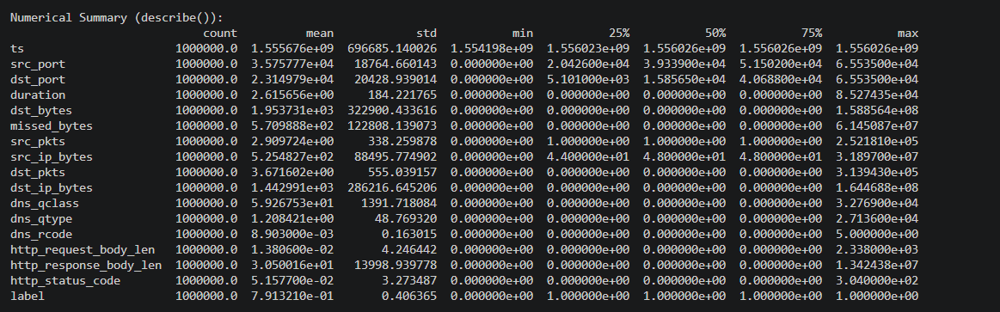 Numerical Summary (describe()):
count mean std min 25% 50% 75% max
ts 1000000.0 1.555676e+09 696685.140026 1.554198e+09 1.556023e+09 1.556026e+09 1.556026e+09 1.556026e+09
src_port 1000000.0 3.575777e+04 18764.660143 0.000000e+00 2.042600e+04 3.933900e+04 5.150200e+04 6.553500e+04
dst_port 1000000.0 2.314979e+04 20428.939014 0.000000e+00 5.101000e+03 1.585650e+04 4.068800e+04 6.553500e+04
duration 1000000.0 2.615656e+00 184.221765 0.000000e+00 0.000000e+00 0.000000e+00 0.000000e+00 8.527435e+04
dst_bytes 1000000.0 1.953731e+03 322900.433616 0.000000e+00 0.000000e+00 0.000000e+00 0.000000e+00 1.588564e+08
missed_bytes 1000000.0 5.709888e+02 122808.139073 0.000000e+00 0.000000e+00 0.000000e+00 0.000000e+00 6.145087e+07
src_pkts 1000000.0 2.909724e+00 338.259878 0.000000e+00 1.000000e+00 1.000000e+00 1.000000e+00 2.521810e+05
src_ip_bytes 1000000.0 5.254827e+02 88495.774902 0.000000e+00 4.400000e+01 4.800000e+01 4.800000e+01 3.189700e+07
dst_pkts 1000000.0 3.671602e+00 555.039157 0.000000e+00 0.000000e+00 0.000000e+00 0.000000e+00 3.139430e+05
dst_ip_bytes 1000000.0 1.442991e+03 286216.645206 0.000000e+00 0.000000e+00 0.000000e+00 0.000000e+00 1.644688e+08
dns_qclass 1000000.0 5.926753e+01 1391.718084 0.000000e+00 0.000000e+00 0.000000e+00 0.000000e+00 3.276900e+04
dns_qtype 1000000.0 1.208421e+00 48.769320 0.000000e+00 0.000000e+00 0.000000e+00 0.000000e+00 2.713600e+04
dns_rcode 1000000.0 8.903000e-03 0.163015 0.000000e+00 0.000000e+00 0.000000e+00 0.000000e+00 5.000000e+00
http_request_body_len 1000000.0 1.380600e-02 4.246442 0.000000e+00 0.000000e+00 0.000000e+00 0.000000e+00 2.338000e+03
http_response_body_len 1000000.0 3.050016e+01 13998.939778 0.000000e+00 0.000000e+00 0.000000e+00 0.000000e+00 1.342438e+07
http_status_code 1000000.0 5.157700e-02 3.273487 0.000000e+00 0.000000e+00 0.000000e+00 0.000000e+00 3.040000e+02
label 1000000.0 7.913210e-01 0.406365 0.000000e+00 1.000000e+00 1.000000e+00 1.000000e+00 1.000000e+00